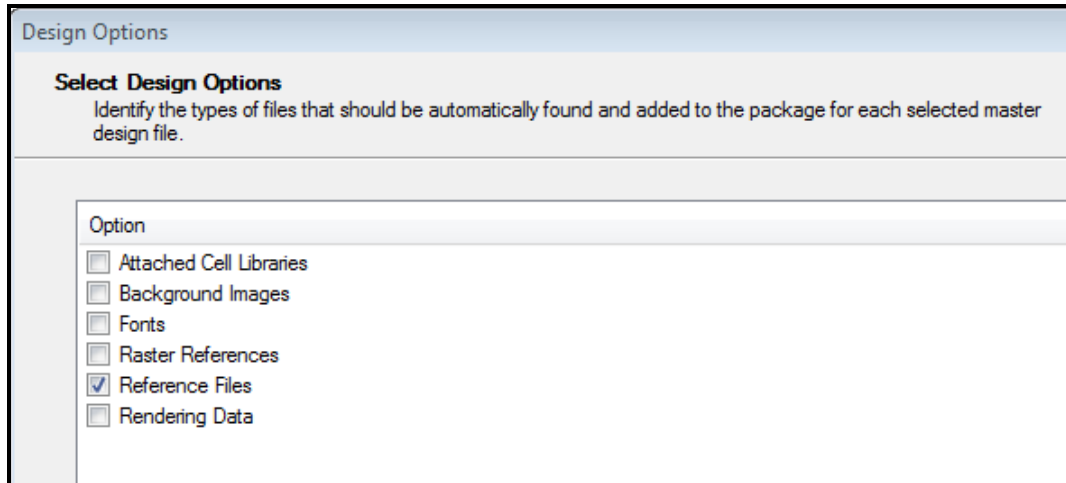 Design Options
Select Design Options
Identify the types of files that should be automatically found and added to the package for each selected master
design file.
Option
Attached Cell Libraries
Background Images
Fonts
Raster References
Reference Files
Rendering Data